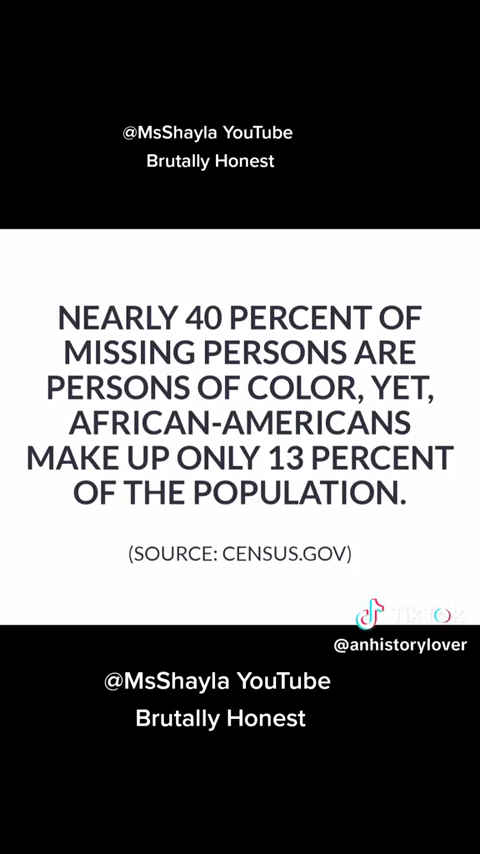 @MsShayla YouTube
Brutally Honest
NEARLY 40 PERCENT OF
MISSING PERSONS ARE
PERSONS OF COLOR, YET,
AFRICAN-AMERICANS
MAKE UP ONLY 13 PERCENT
OF THE POPULATION.
(SOURCE: CENSUS.GOV)
TikTok
@anhistorylover
@MsShayla YouTube
Brutally Honest